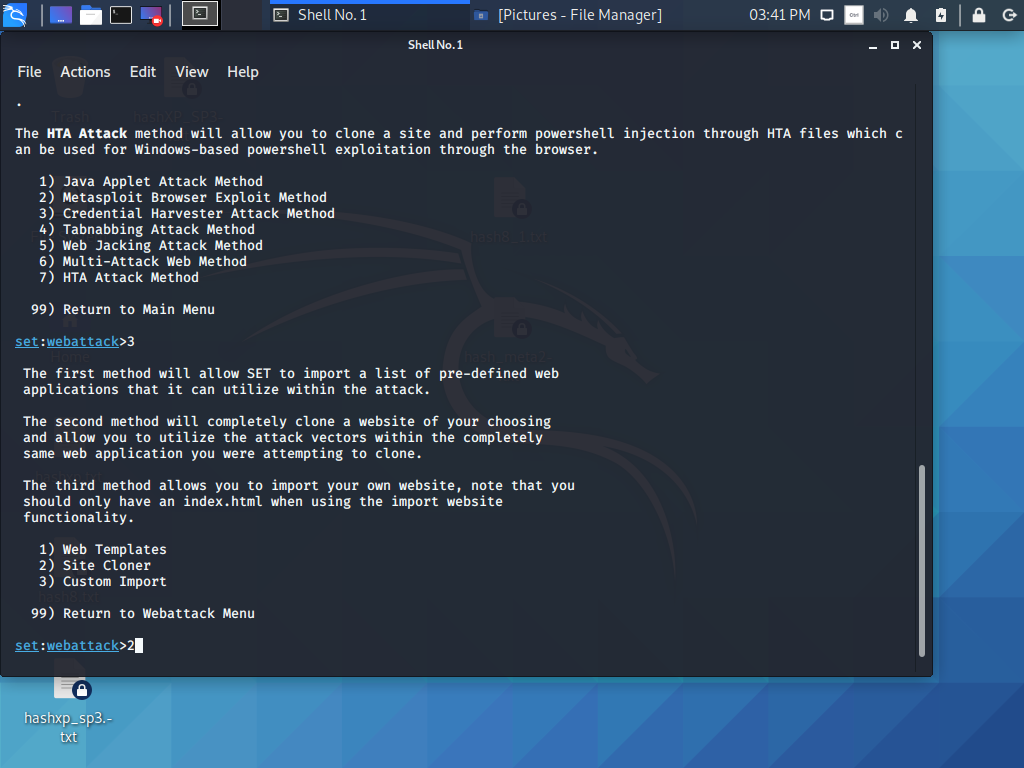 Shell No. 1
[Pictures - File Manager]
03:41 PM
Ctrl
Shell No. 1
File Actions Edit View Help
.
The HTA Attack method will allow you to clone a site and perform powershell injection through HTA files which c
an be used for Windows-based powershell exploitation through the browser.
1) Java Applet Attack Method
2) Metasploit Browser Exploit Method
3) Credential Harvester Attack Method
4) Tabnabbing Attack Method
5) Web Jacking Attack Method
6) Multi-Attack Web Method
7) HTA Attack Method
99) Return to Main Menu
set:webattack>3
The first method will allow SET to import a list of pre-defined web
applications that it can utilize within the attack.
The second method will completely clone a website of your choosing
and allow you to utilize the attack vectors within the completely
same web application you were attempting to clone.
The third method allows you to import your own website, note that you
should only have an index.html when using the import website
functionality.
1) Web Templates
2) Site Cloner
3) Custom Import
99) Return to Webattack Menu
set:webattack>2
hashxp_sp3.-
txt